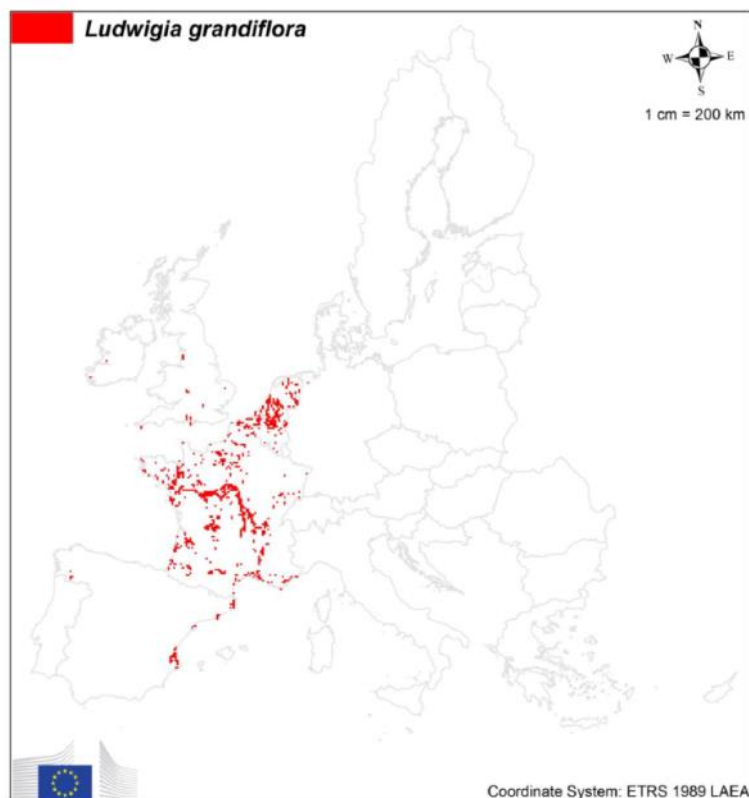 Ludwigia grandiflora
N
W E
S
1 cm = 200 km
Coordinate System: ETRS 1989 LAEA